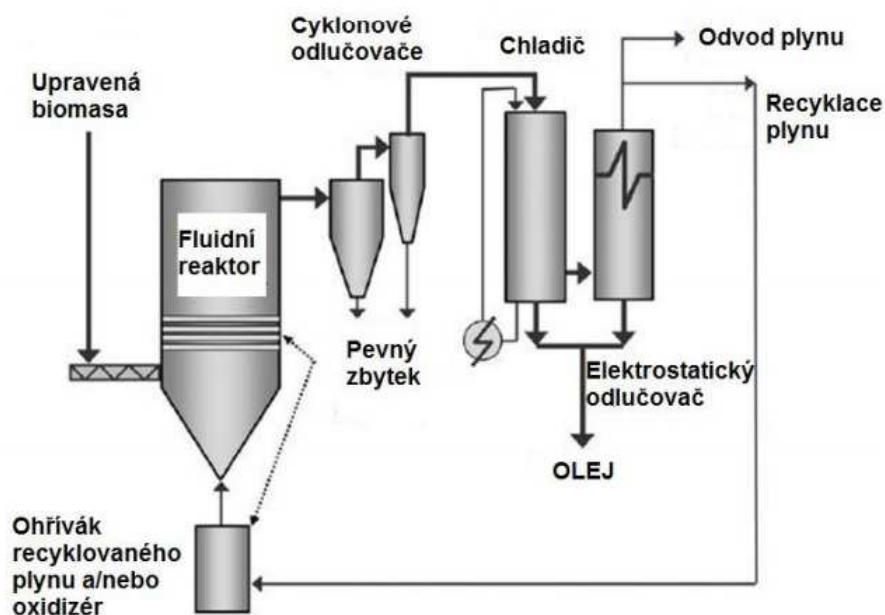 Cyklonové
odlučovače
Chladič
Odvod plynu
Upravená
biomasa
Recyklace
plynu
Fluidní
reaktor
Pevný
zbytek
Elektrostatický
odlučovač
OLEJ
Ohřívák
recyklovaného
plynu a/nebo
oxidizér